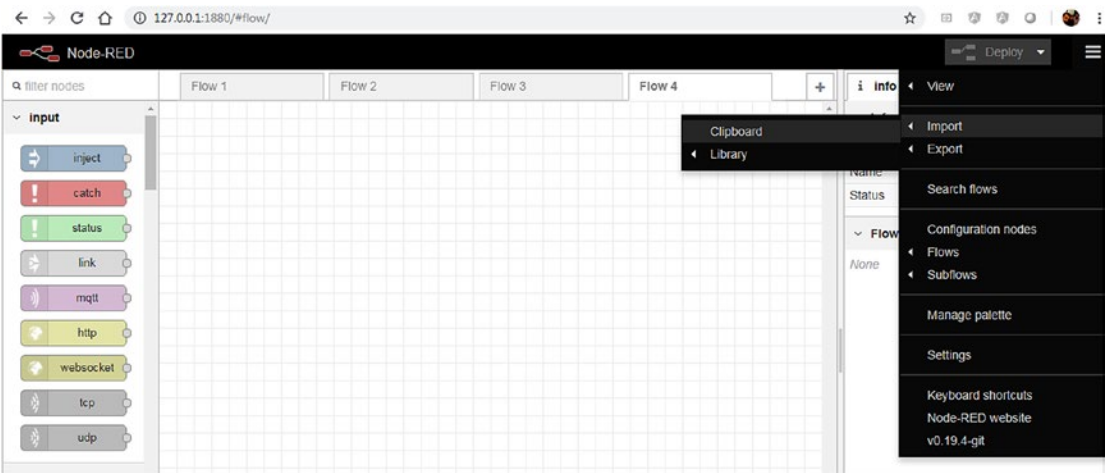 127.0.0.1:1880/#flow/
Node-RED
Deploy
filter nodes
Flow 1
Flow 2
Flow 3
Flow 4
+
i info
View
input
Clipboard
Import
Library
Export
inject
Name
catch
Status
Search flows
status
Flow
Configuration nodes
link
None
Flows
Subflows
mqtt
Manage palette
http
Settings
websocket
Keyboard shortcuts
tcp
Node-RED website
udp
v0.19.4-git